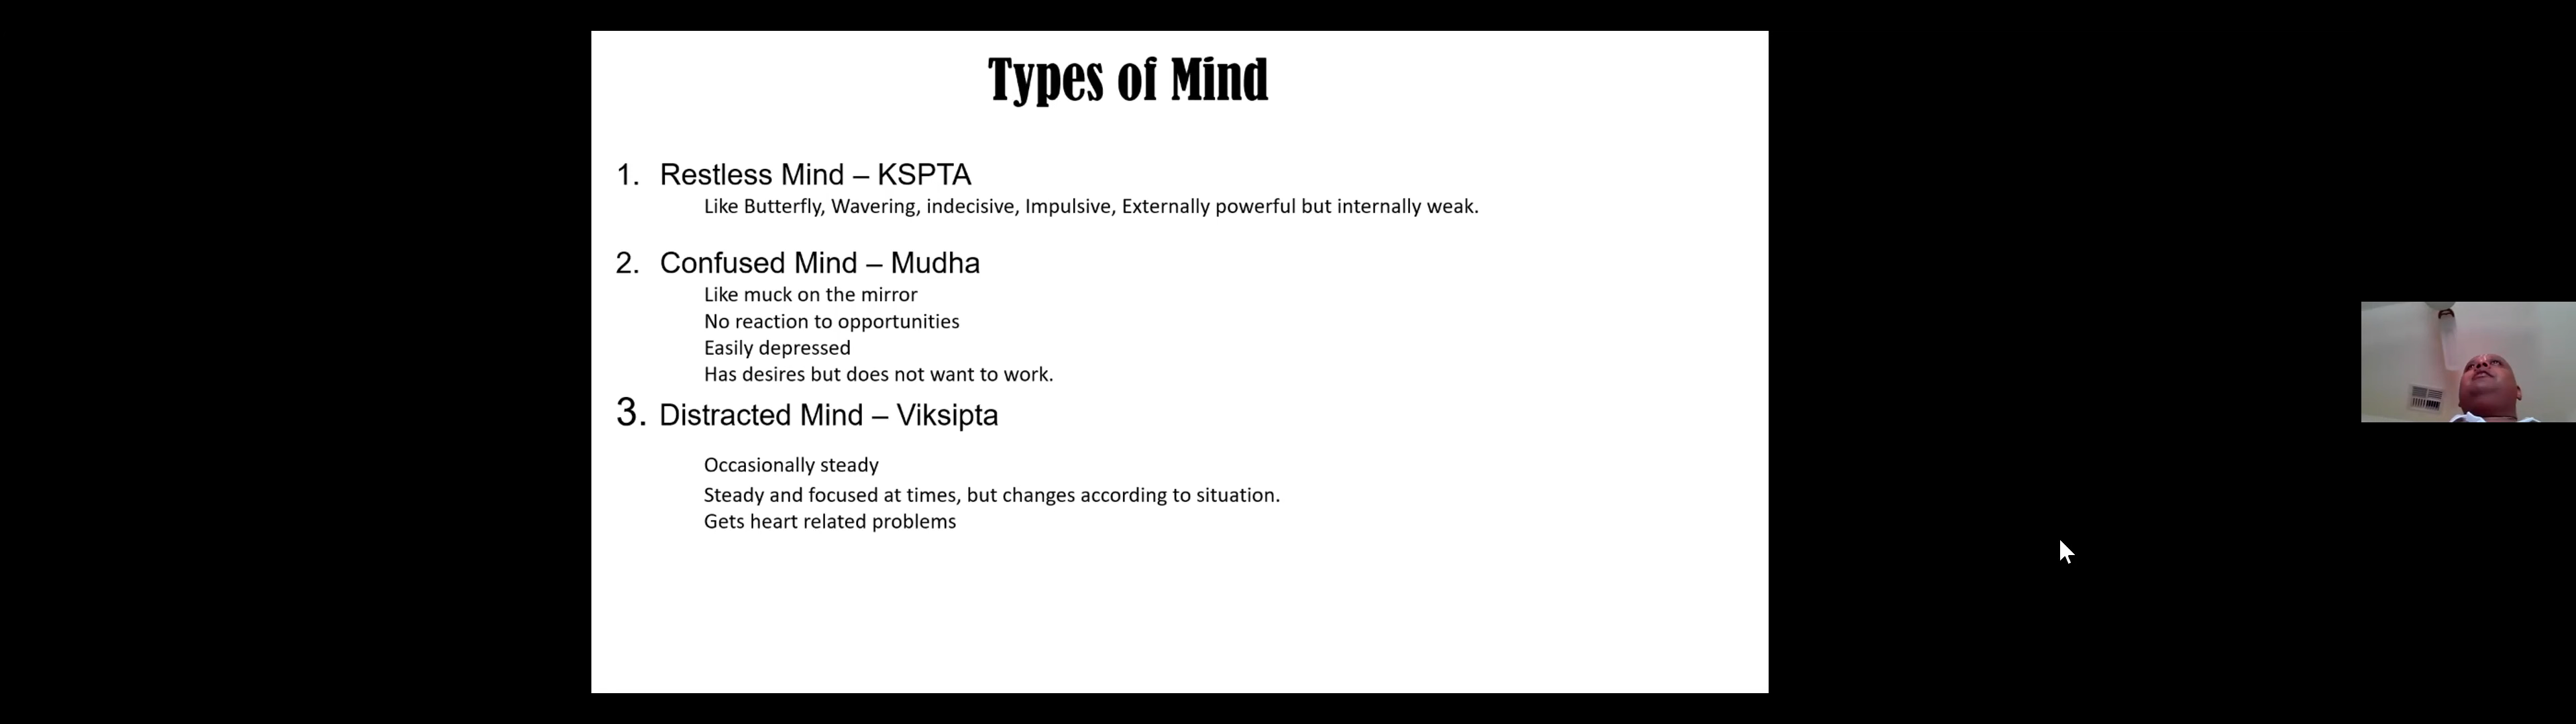 Types of Mind
1. Restless Mind – KSPTA
Like Butterfly, Wavering, indecisive, Impulsive, Externally powerful but internally weak.
2. Confused Mind – Mudha
Like muck on the mirror
No reaction to opportunities
Easily depressed
Has desires but does not want to work.
3. Distracted Mind – Viksipta
Occasionally steady
Steady and focused at times, but changes according to situation.
Gets heart related problems